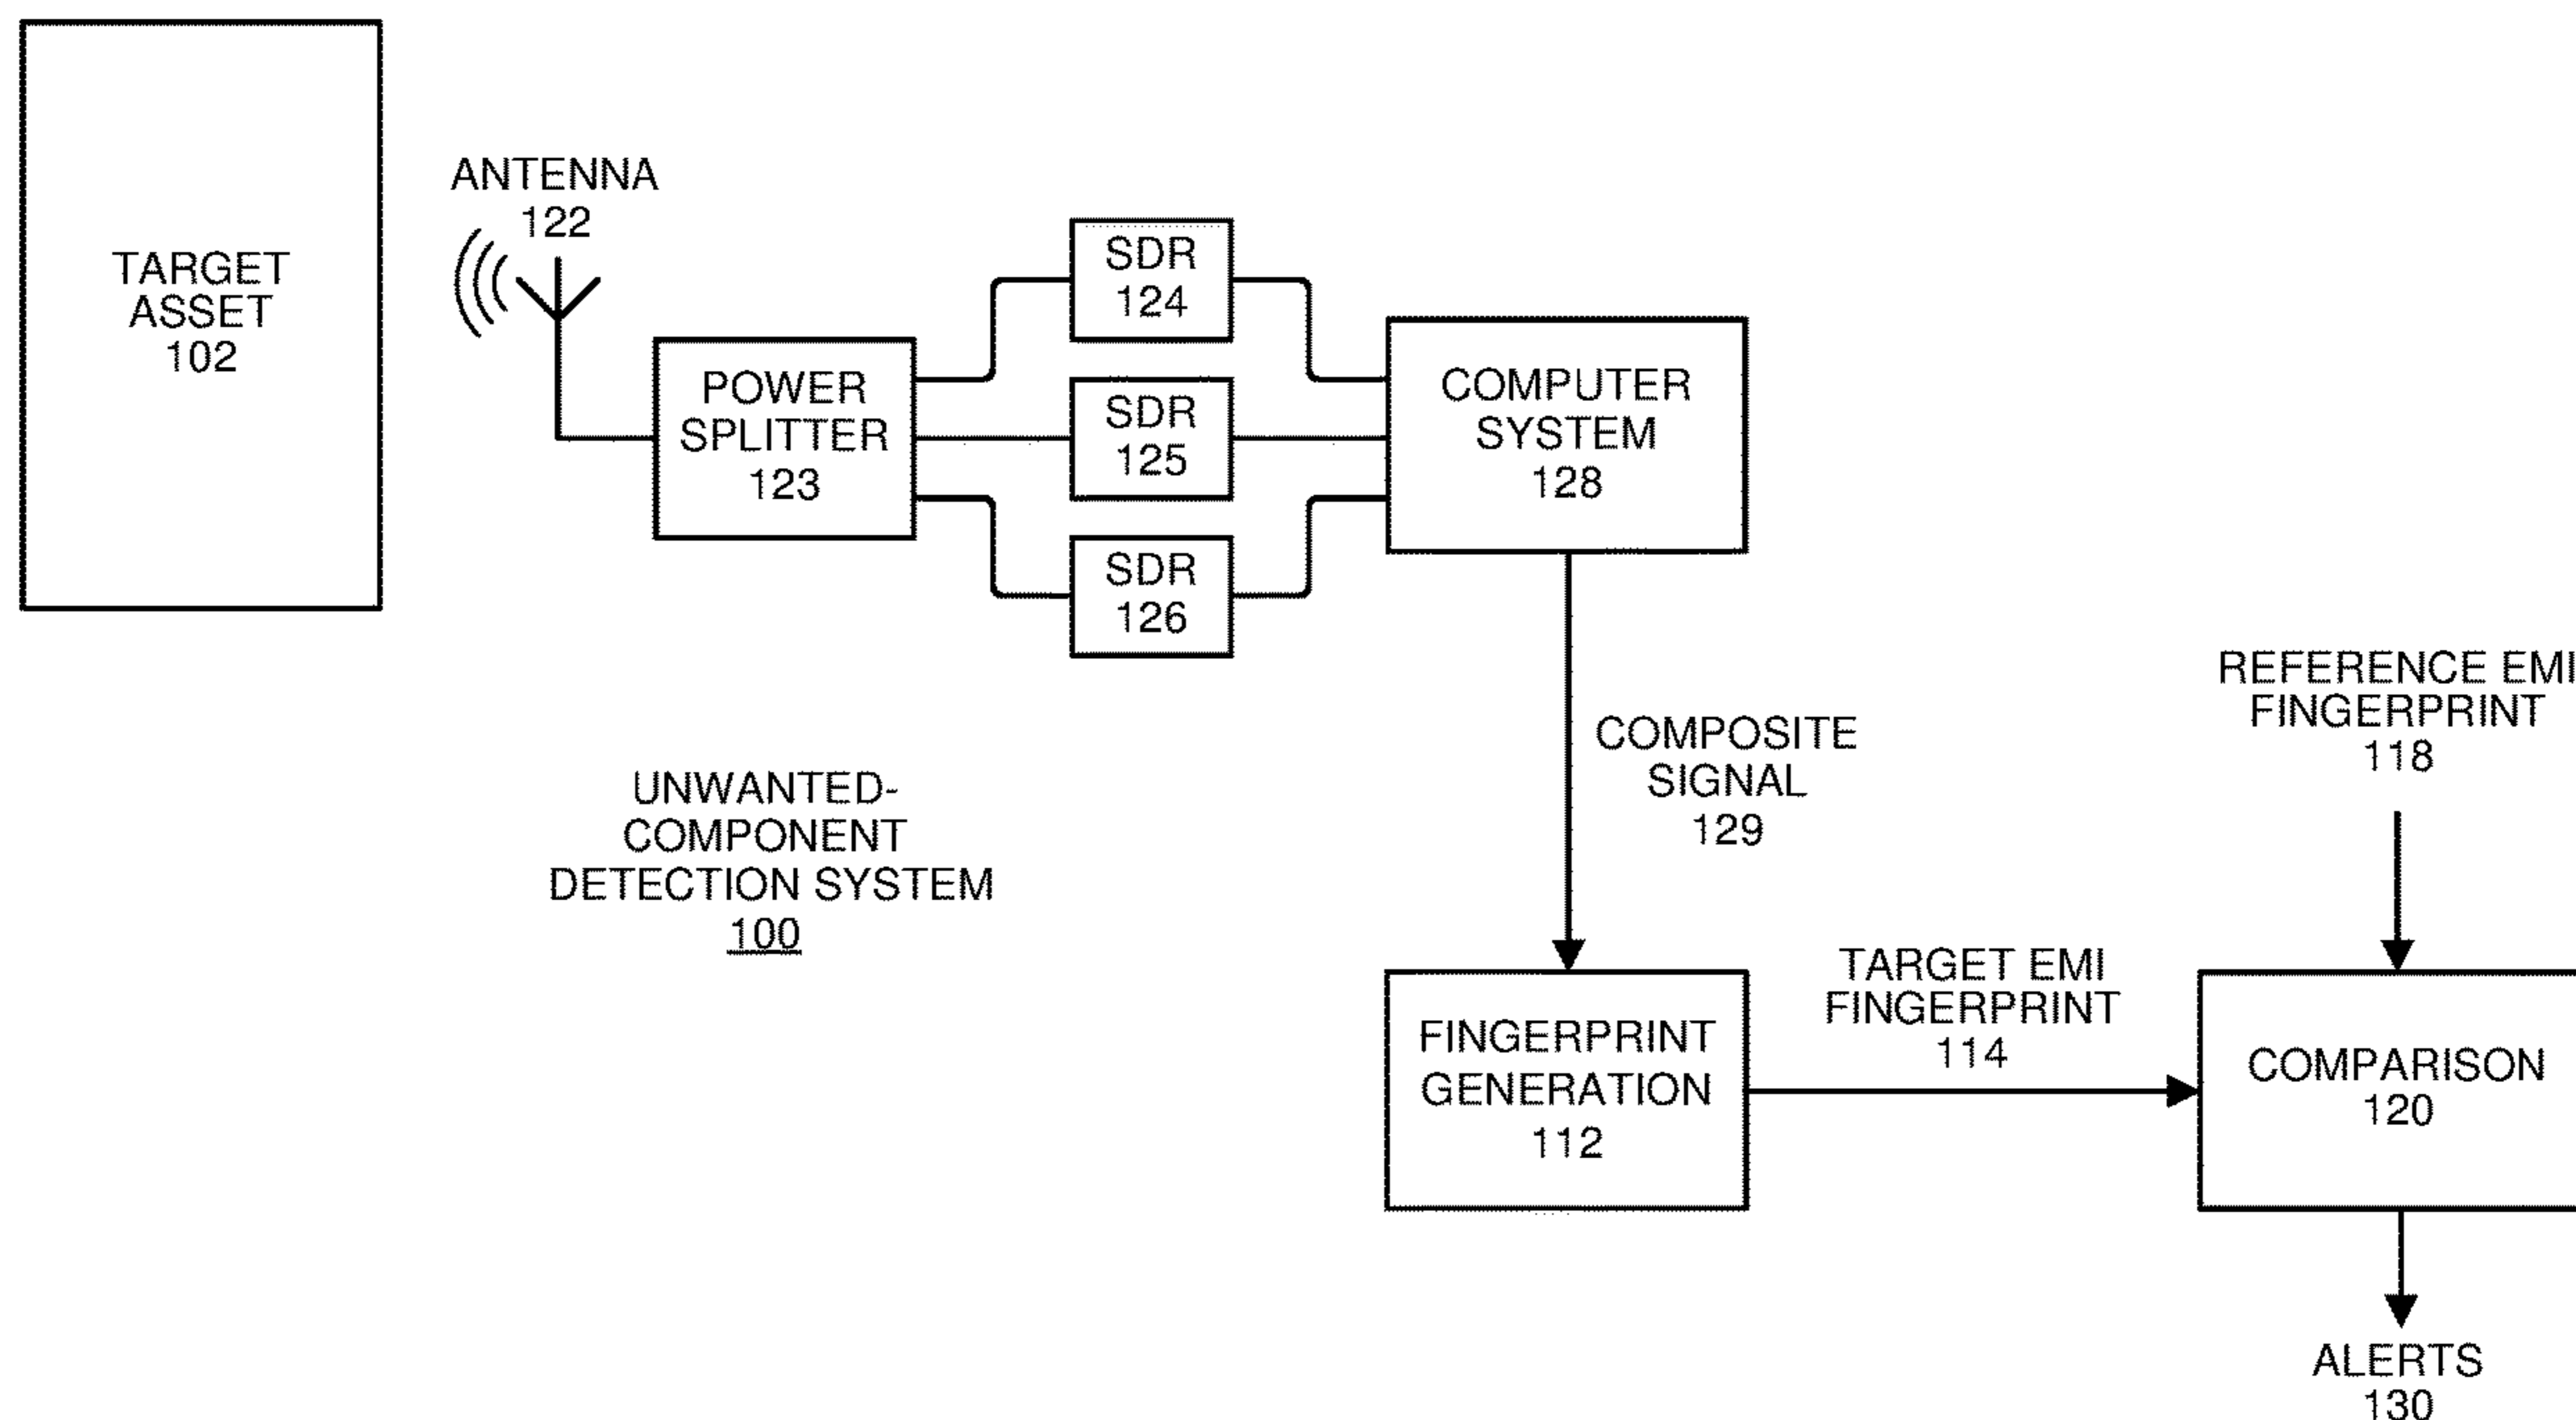 TARGET
ASSET
102
ANTENNA
122
POWER
SPLITTER
123
SDR
124
SDR
125
SDR
126
COMPUTER
SYSTEM
128
UNWANTED-
COMPONENT
DETECTION SYSTEM
100
COMPOSITE
SIGNAL
129
REFERENCE EMI
FINGERPRINT
118
FINGERPRINT
GENERATION
112
TARGET EMI
FINGERPRINT
114
COMPARISON
120
ALERTS
130